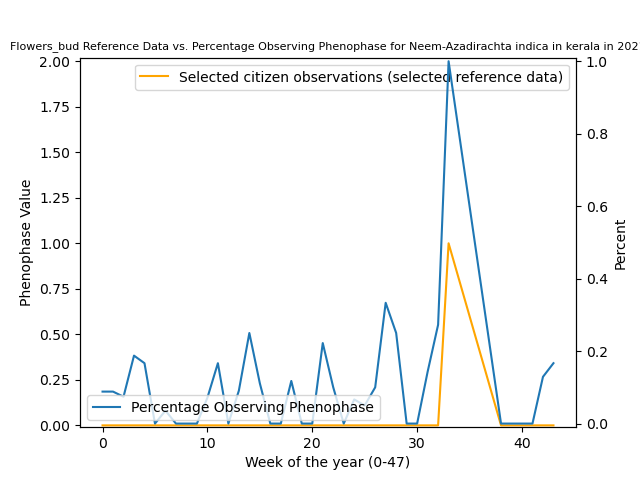 Flowers_bud Reference Data vs. Percentage Observing Phenophase for Neem-Azadirachta indica in kerala in 202
Selected citizen observations (selected reference data)
Percentage Observing Phenophase
Phenophase Value
2.00
1.75
1.50
1.25
1.00
0.75
0.50
0.25
0.00
Percent
1.0
0.8
0.6
0.4
0.2
0.0
0 10 20 30 40
Week of the year (0-47)